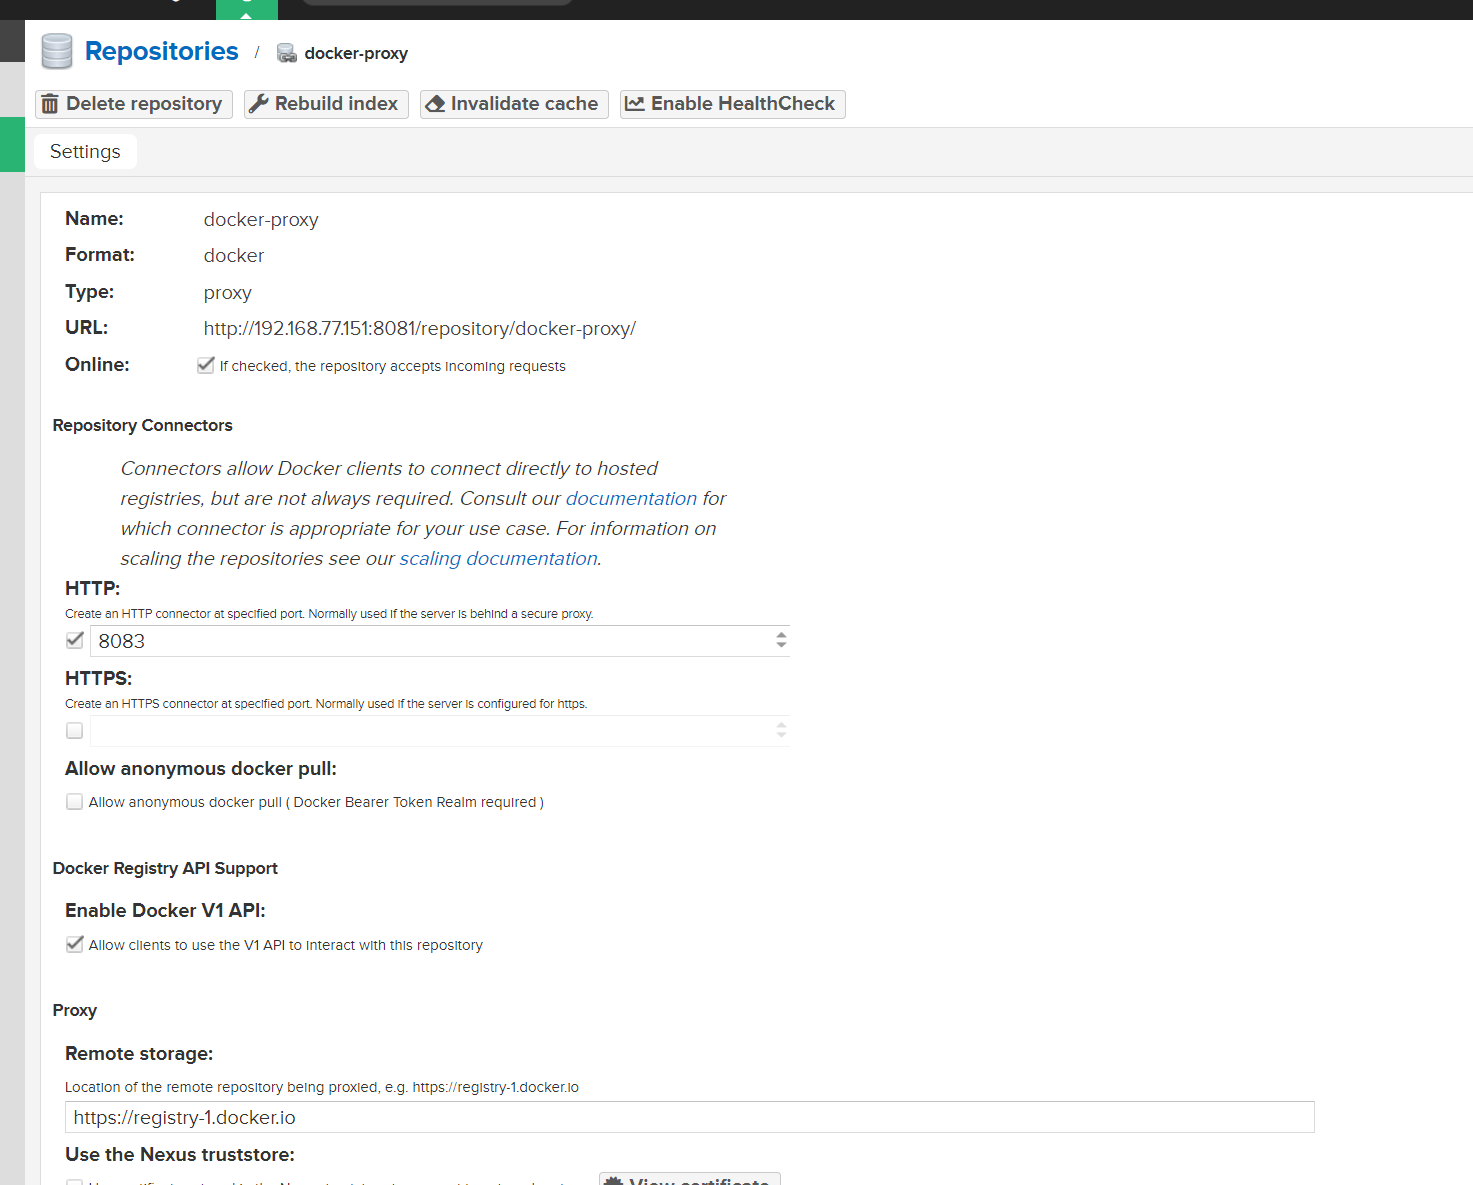 Repositories / docker-proxy
Delete repository Rebuild index Invalidate cache Enable HealthCheck
Settings
Name: docker-proxy
Format: docker
Type: proxy
URL: http://192.168.77.151:8081/repository/docker-proxy/
Online: If checked, the repository accepts incoming requests
Repository Connectors
Connectors allow Docker clients to connect directly to hosted
registries, but are not always required. Consult our documentation for
which connector is appropriate for your use case. For information on
scaling the repositories see our scaling documentation.
HTTP:
Create an HTTP connector at specified port. Normally used if the server is behind a secure proxy.
8083
HTTPS:
Create an HTTPS connector at specified port. Normally used if the server is configured for https.
Allow anonymous docker pull:
Allow anonymous docker pull ( Docker Bearer Token Realm required )
Docker Registry API Support
Enable Docker V1 API:
Allow clients to use the V1 API to interact with this repository
Proxy
Remote storage:
Location of the remote repository being proxied, e.g. https://registry-1.docker.io
https://registry-1.docker.io
Use the Nexus truststore:
View certificate